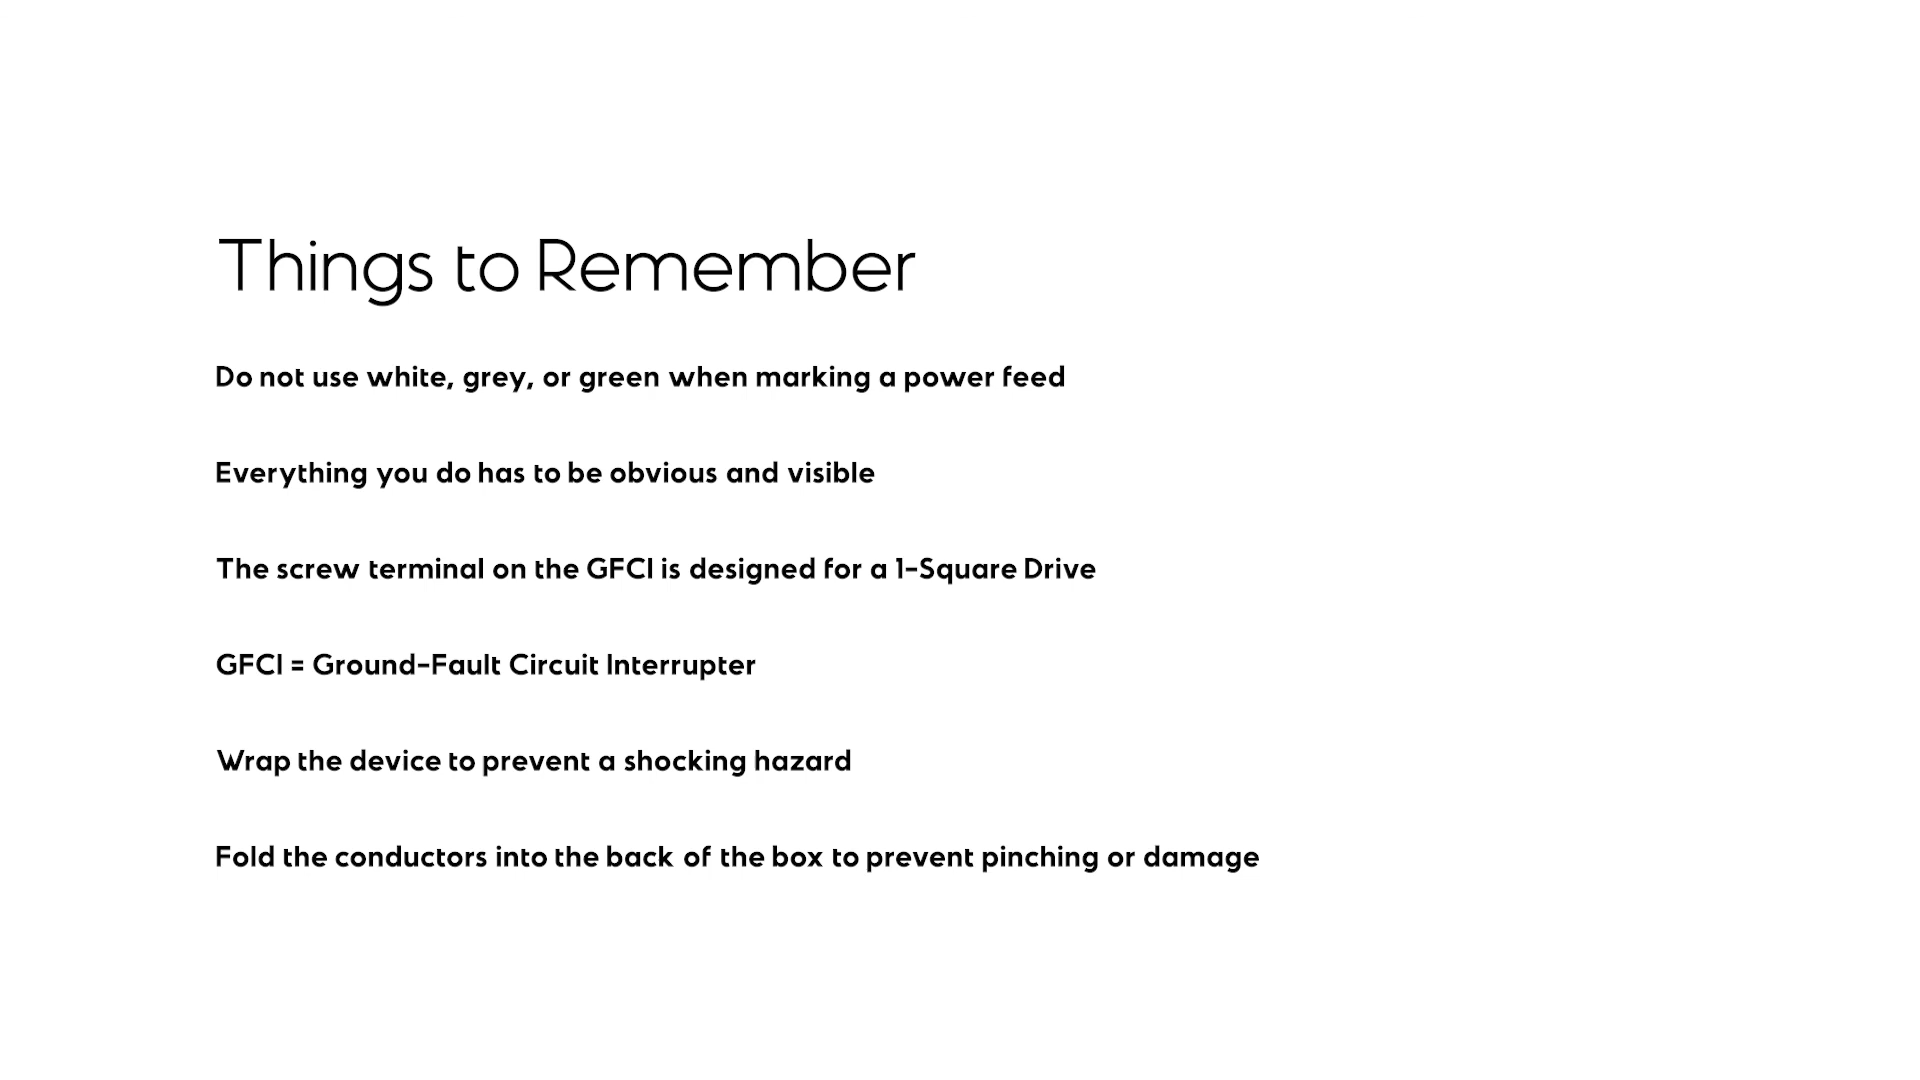 Things to Remember
Do not use white, grey, or green when marking a power feed
Everything you do has to be obvious and visible
The screw terminal on the GFCI is designed for a 1-Square Drive
GFCI = Ground-Fault Circuit Interrupter
Wrap the device to prevent a shocking hazard
Fold the conductors into the back of the box to prevent pinching or damage